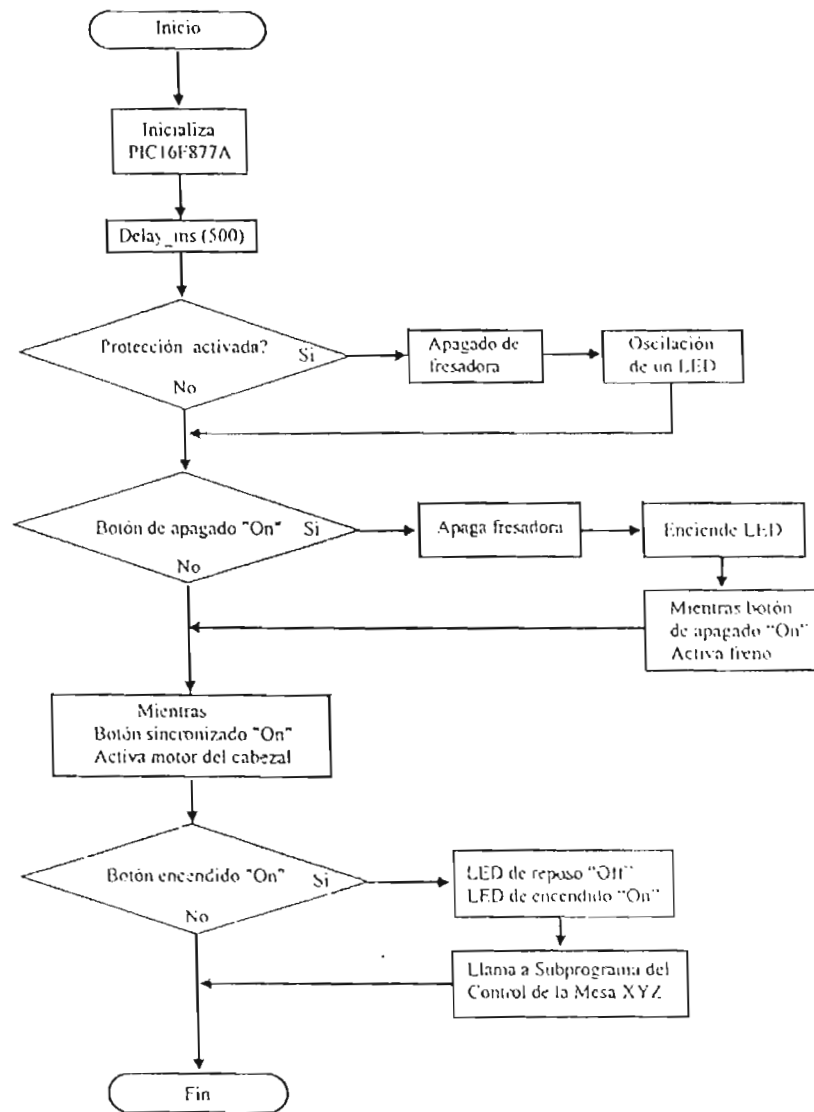 Inicio
Inicializa
PIC16F877A
Delay_ms (500)
Protección activada?
Si
No
Apagado de
fresadora
Oscilación
de un LED
Botón de apagado "On"
Si
No
Apaga fresadora
Enciende LED
Mientras botón
de apagado "On"
Activa freno
Mientras
Botón sincronizado "On"
Activa motor del cabezal
Botón encendido "On"
Si
No
LED de reposo "Off"
LED de encendido "On"
Llama a Subprograma del
Control de la Mesa XYZ
Fin